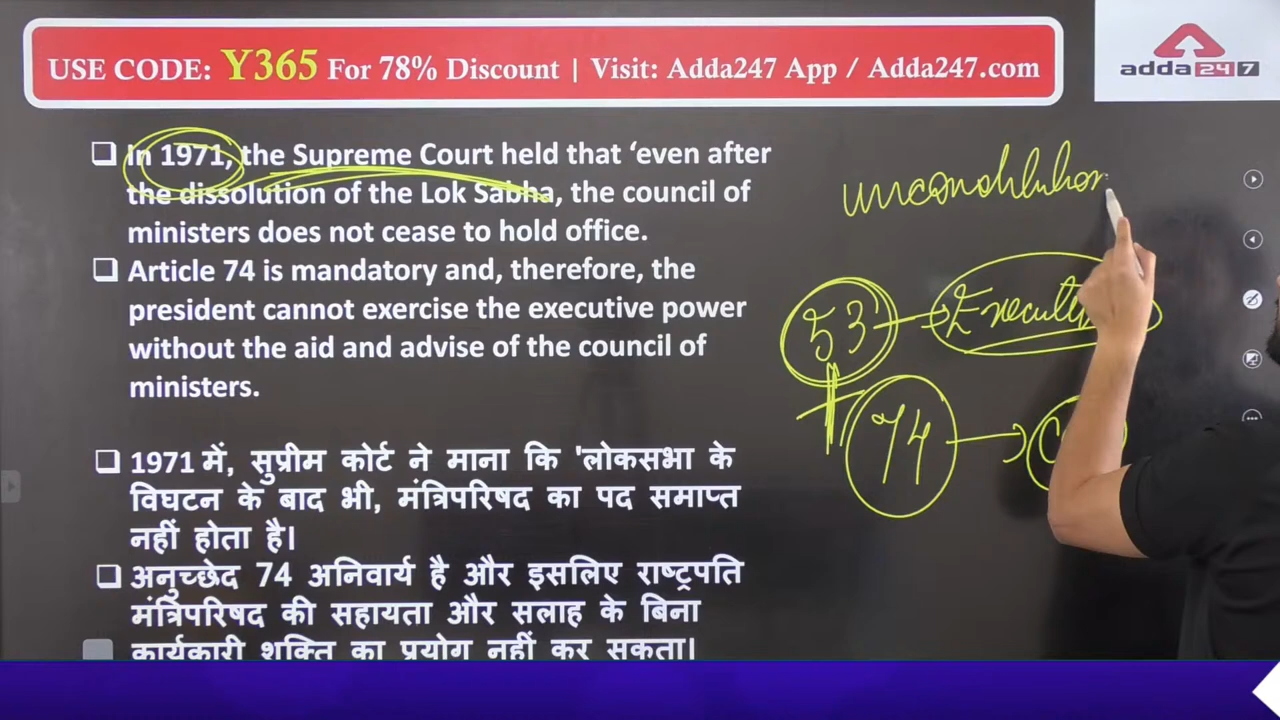 USE CODE: Y365 For 78% Discount | Visit: Adda247 App / Adda247.com
adda 24 7
In 1971, the Supreme Court held that ‘even after
the dissolution of the Lok Sabha, the council of
ministers does not cease to hold office.
Article 74 is mandatory and, therefore, the
president cannot exercise the executive power
without the aid and advise of the council of
ministers.
1971 में, सुप्रीम कोर्ट ने माना कि 'लोकसभा के
विघटन के बाद भी, मंत्रिपरिषद का पद समाप्त
नहीं होता है।
अनुच्छेद 74 अनिवार्य है और इसलिए राष्ट्रपति
मंत्रिपरिषद की सहायता और सलाह के बिना
कार्यकारी शक्ति का प्रयोग नहीं कर सकता।
53
74